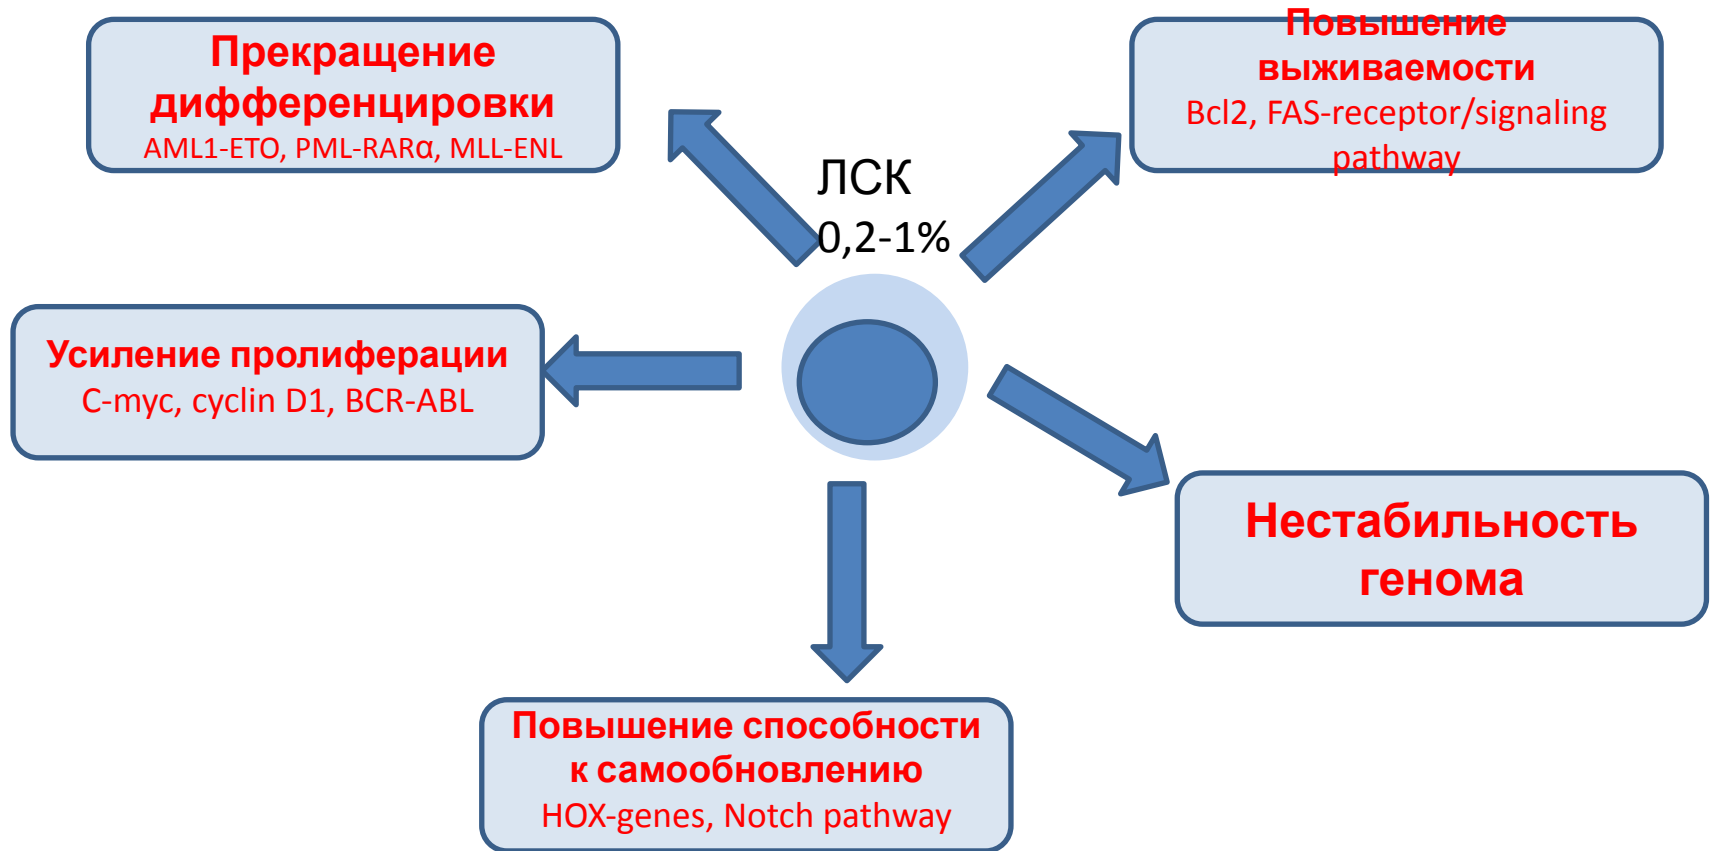 Прекращение
дифференцировки
AML1-ETO, PML-RARα, MLL-ENL
Повышение
выживаемости
Bcl2, FAS-receptor/signaling
pathway
ЛСК
0,2-1%
Усиление пролиферации
C-myc, cyclin D1, BCR-ABL
Нестабильность
генома
Повышение способности
к самообновлению
HOX-genes, Notch pathway